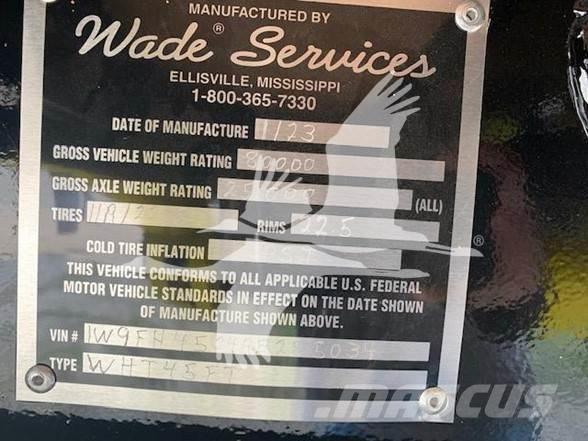 MANUFACTURED BY
Wade® Services
ELLISVILLE, MISSISSIPPI
1-800-365-7330
DATE OF MANUFACTURE 1/23
GROSS VEHICLE WEIGHT RATING 80000
GROSS AXLE WEIGHT RATING (ALL)
TIRES RIMS 22.5
COLD TIRE INFLATION
THIS VEHICLE CONFORMS TO ALL APPLICABLE U.S. FEDERAL
MOTOR VEHICLE STANDARDS IN EFFECT ON THE DATE SHOWN
OF MANUFACTURE SHOWN ABOVE.
VIN #
TYPE WHT45FT
®
MASCUS